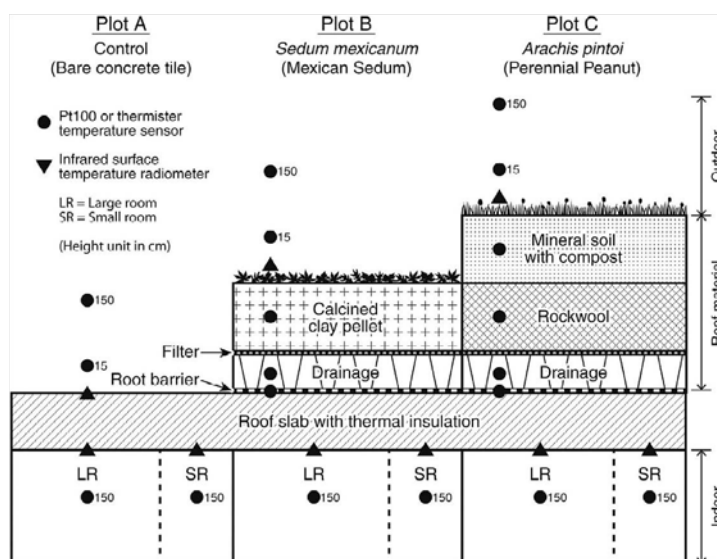 Plot A
Control
(Bare concrete tile)
Plot B
Sedum mexicanum
(Mexican Sedum)
Plot C
Arachis pintoi
(Perennial Peanut)
Pt100 or thermister
temperature sensor
Infrared surface
temperature radiometer
LR = Large room
SR = Small room
(Height unit in cm)
150
15
150
15
150
15
Outdoor
Mineral soil
with compost
Roof material
Calcined
clay pellet
Rockwool
Filter
Drainage
Drainage
Root barrier
Roof slab with thermal insulation
LR
SR
LR
SR
LR
SR
150
150
150
150
150
150
Indoor